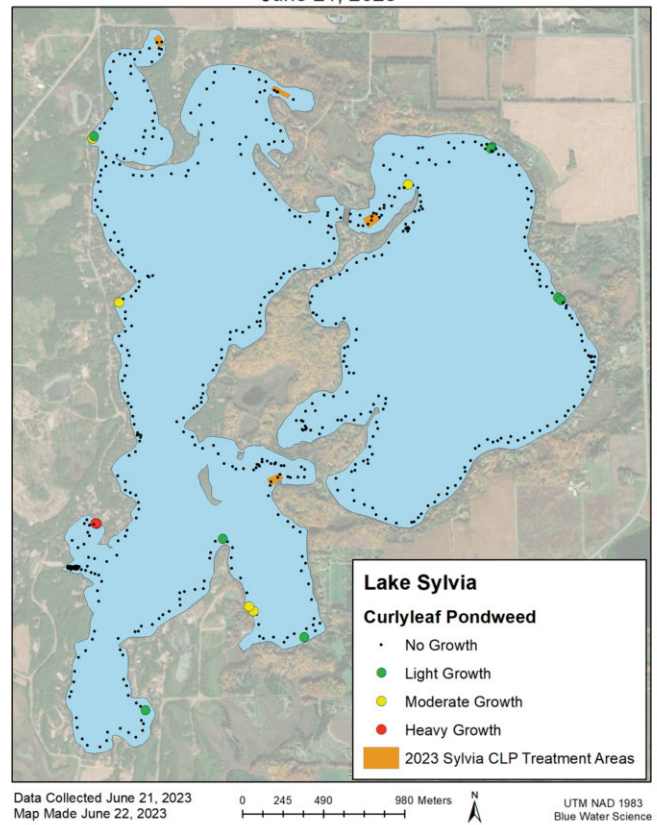 Lake Sylvia
Curlyleaf Pondweed
No Growth
Light Growth
Moderate Growth
Heavy Growth
2023 Sylvia CLP Treatment Areas
Data Collected June 21, 2023
Map Made June 22, 2023
0 245 490 980 Meters
N
UTM NAD 1983
Blue Water Science